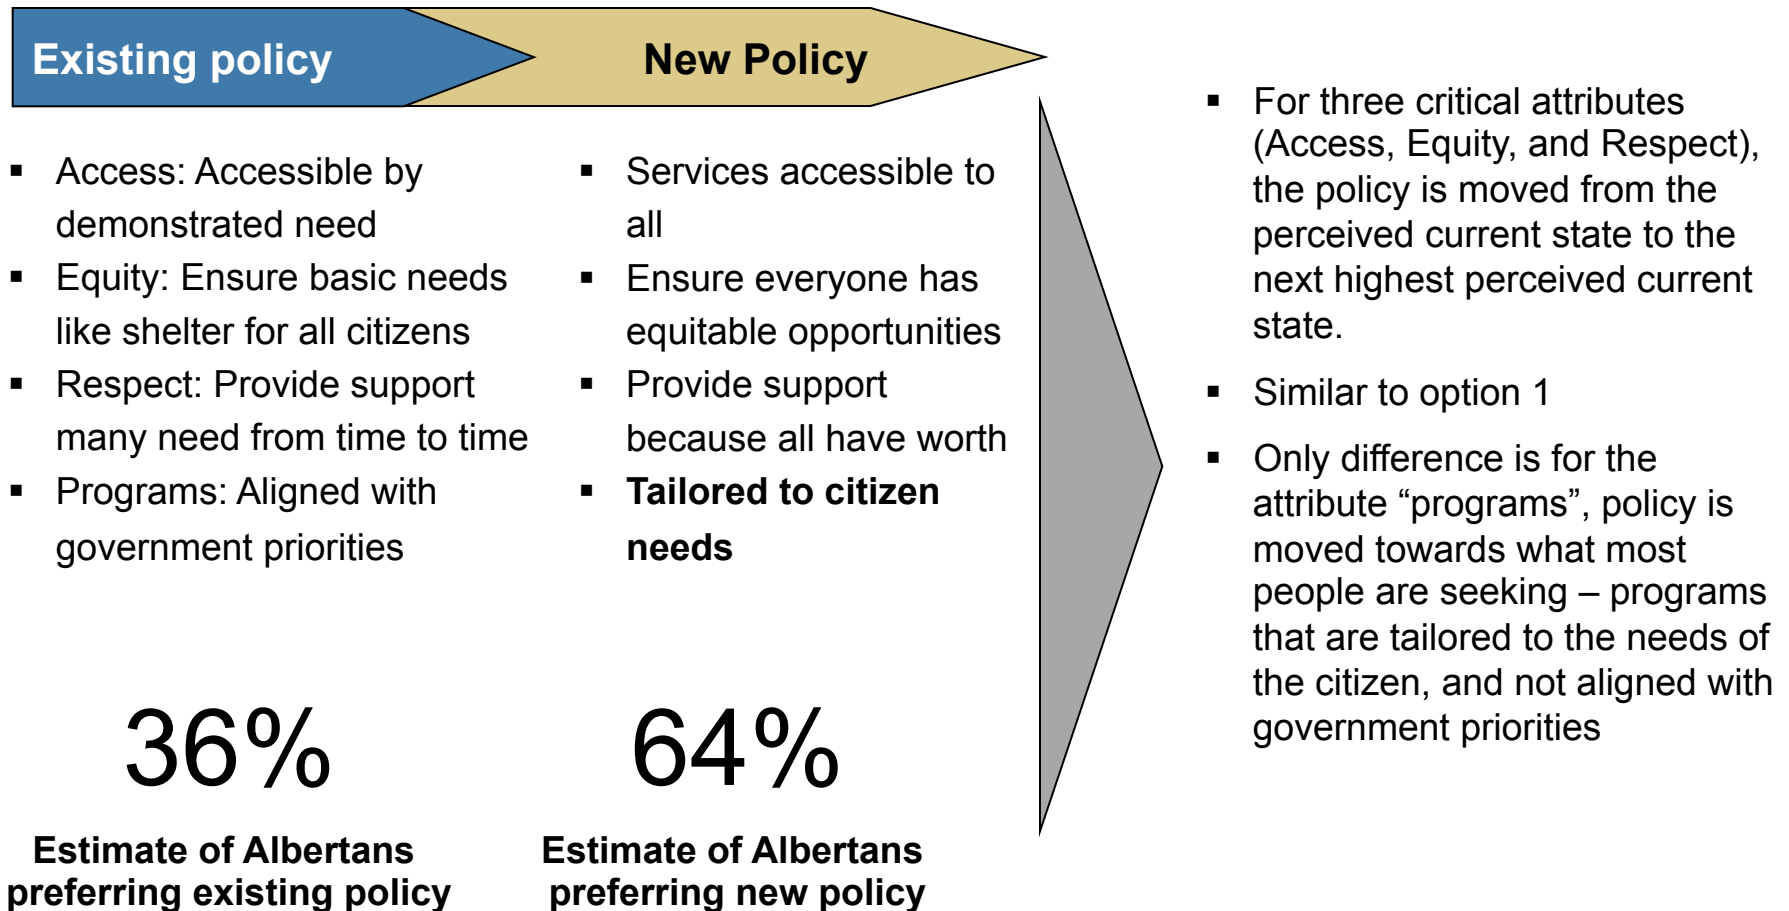 Existing policy
New Policy
▪ Access: Accessible by
demonstrated need
▪ Equity: Ensure basic needs
like shelter for all citizens
▪ Respect: Provide support
many need from time to time
▪ Programs: Aligned with
government priorities
▪ Services accessible to
all
▪ Ensure everyone has
equitable opportunities
▪ Provide support
because all have worth
▪ Tailored to citizen
needs
36%
Estimate of Albertans
preferring existing policy
64%
Estimate of Albertans
preferring new policy
▪ For three critical attributes
(Access, Equity, and Respect),
the policy is moved from the
perceived current state to the
next highest perceived current
state.
▪ Similar to option 1
▪ Only difference is for the
attribute “programs”, policy is
moved towards what most
people are seeking – programs
that are tailored to the needs of
the citizen, and not aligned with
government priorities